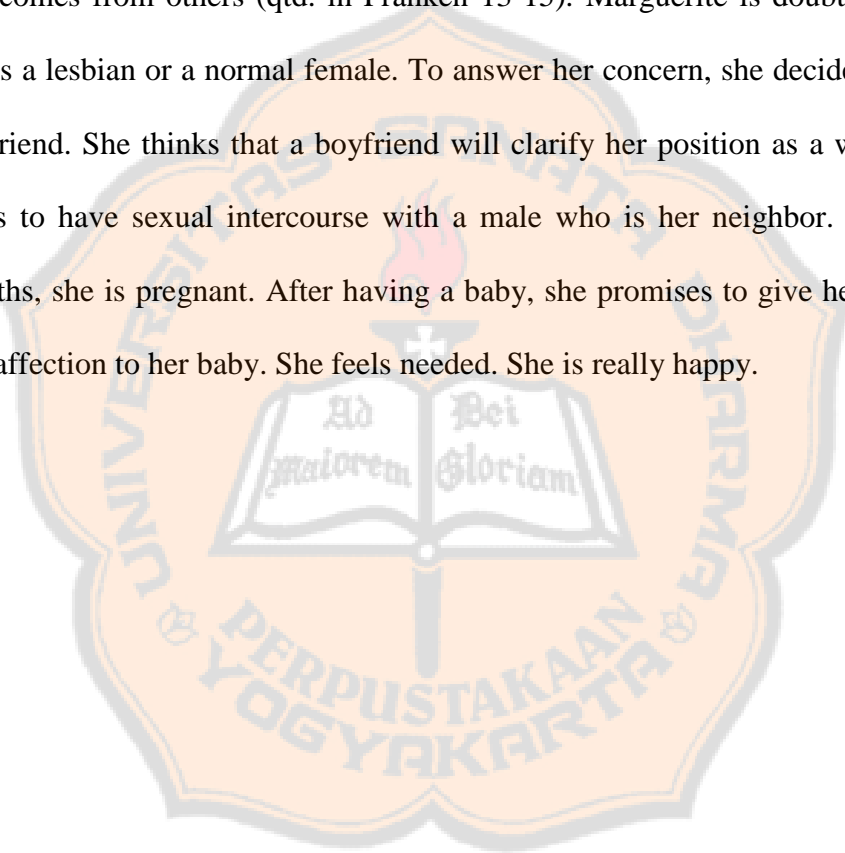 comes from others (qtd. in Franken 13-15). Marguerite is doubt
s a lesbian or a normal female. To answer her concern, she decide
riend. She thinks that a boyfriend will clarify her position as a w
s to have sexual intercourse with a male who is her neighbor.
ths, she is pregnant. After having a baby, she promises to give he
affection to her baby. She feels needed. She is really happy.
UNIVERSITAS SANATA DHARMA
Ad Maiorem
Dei Gloriam
PERPUSTAKAAN
YOGYAKARTA